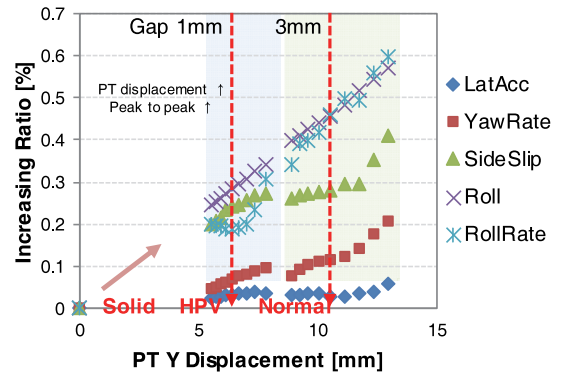 0.7
Gap 1mm 3mm
0.6
0.5
PT displacement ↑
Peak to peak ↑
0.4
0.3
0.2
0.1
0
Solid HPV Normal
0 5 10 15
PT Y Displacement [mm]
Increasing Ratio [%]
LatAcc
YawRate
SideSlip
Roll
RollRate